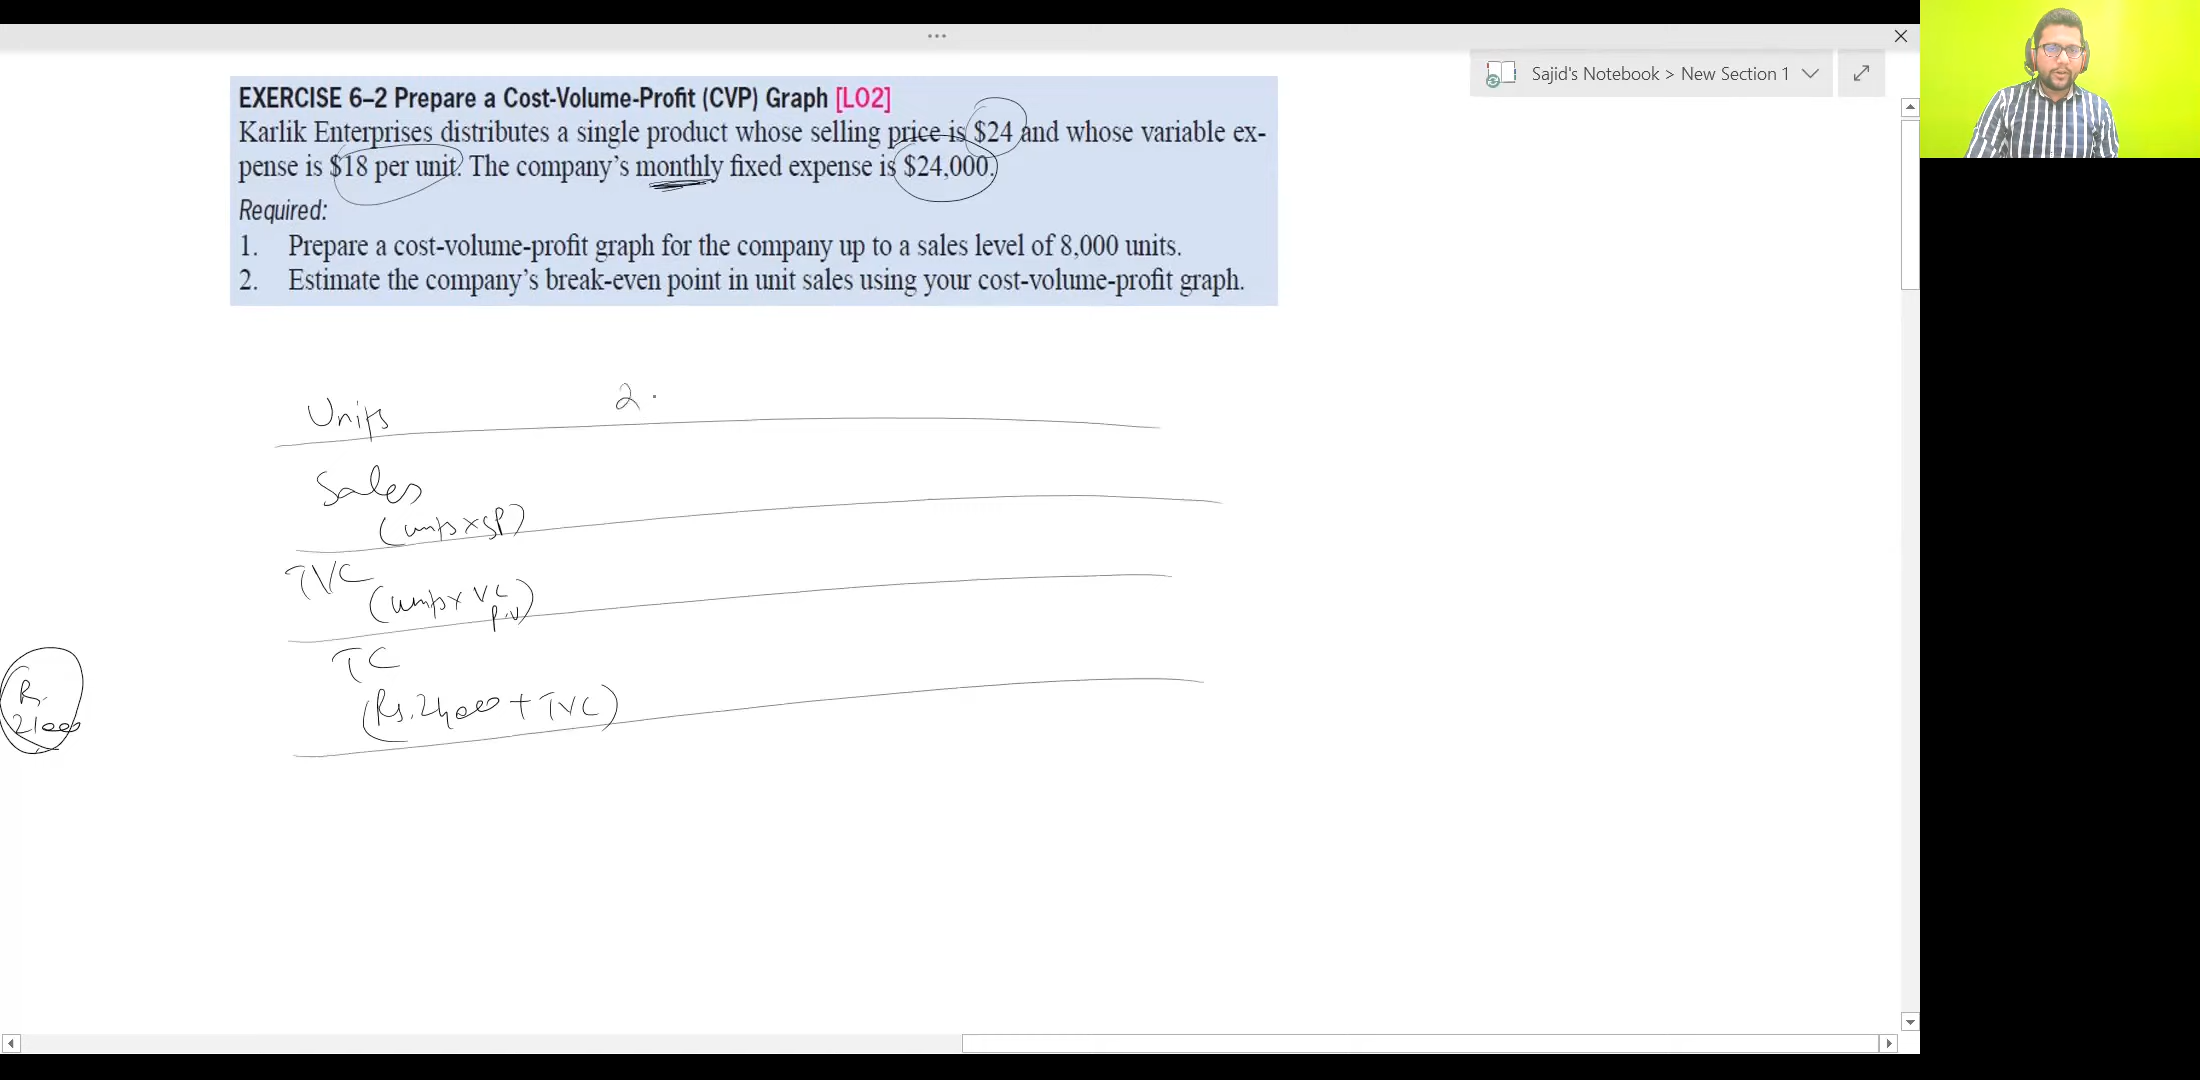 Sajid's Notebook > New Section 1
EXERCISE 6–2 Prepare a Cost-Volume-Profit (CVP) Graph [LO2]
Karlik Enterprises distributes a single product whose selling price is $24 and whose variable ex-
pense is $18 per unit. The company's monthly fixed expense is $24,000.
Required:
1. Prepare a cost-volume-profit graph for the company up to a sales level of 8,000 units.
2. Estimate the company's break-even point in unit sales using your cost-volume-profit graph.
Units 2.
Sales
(units x SP)
TVC
(units x VC
p.u)
TC
(Rs. 24,000 + TVC)